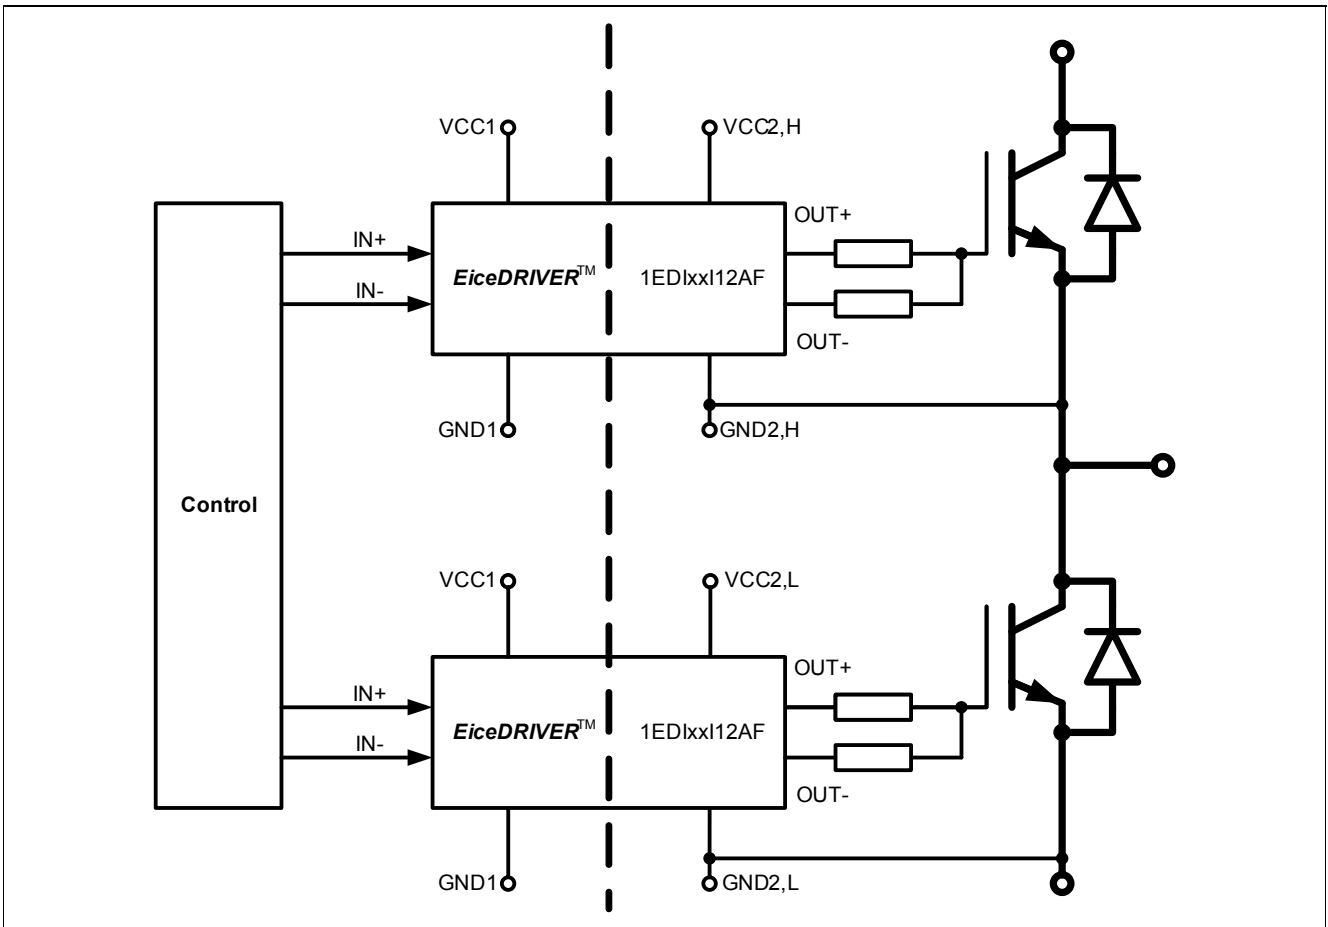 VCC1
VCC2,H
OUT+
IN+
EiceDRIVER™ 1EDIxxI12AF
IN-
OUT-
GND1
GND2,H
Control
VCC1
VCC2,L
OUT+
IN+
EiceDRIVER™ 1EDIxxI12AF
IN-
OUT-
GND1
GND2,L